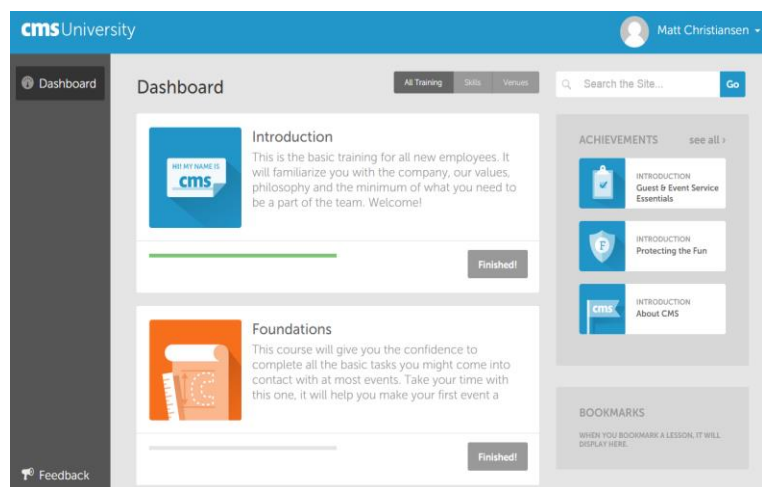 cms University
Matt Christiansen
Dashboard
Dashboard
All Training Skills Venues
Search the Site...
Go
HI! MY NAME IS
cms
Introduction
This is the basic training for all new employees. It
will familiarize you with the company, our values,
philosophy and the minimum of what you need to
be a part of the team. Welcome!
Finished!
Foundations
This course will give you the confidence to
complete all the basic tasks you might come into
contact with at most events. Take your time with
this one, it will help you make your first event a
Finished!
ACHIEVEMENTS see all ›
INTRODUCTION
Guest & Event Service
Essentials
F
INTRODUCTION
Protecting the Fun
cms
INTRODUCTION
About CMS
BOOKMARKS
WHEN YOU BOOKMARK A LESSON, IT WILL
DISPLAY HERE.
Feedback